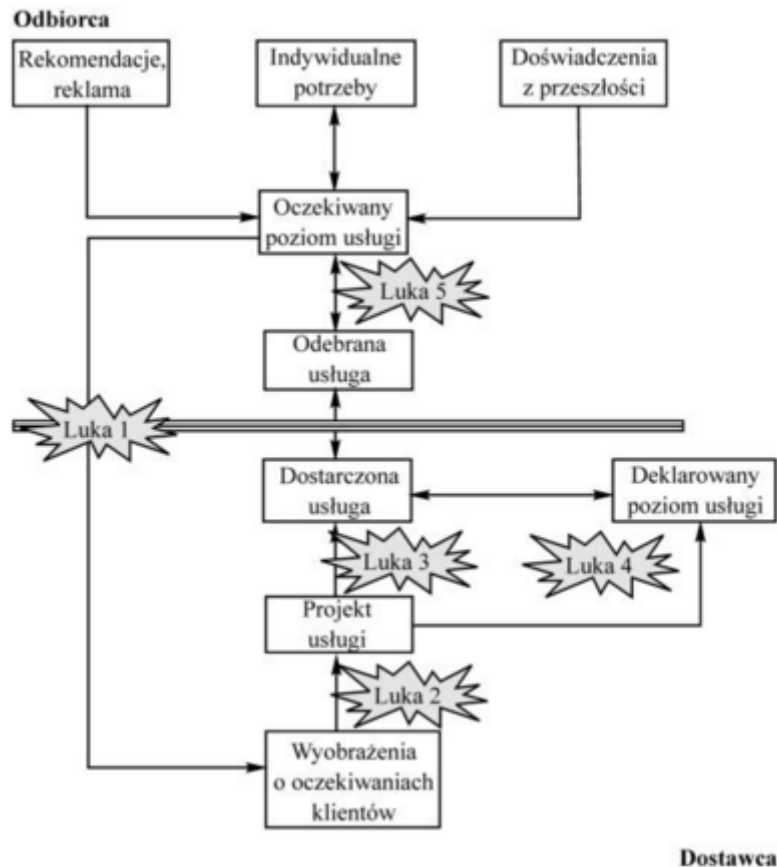 Odbiorca
Rekomendacje,
reklama
Indywidualne
potrzeby
Doświadczenia
z przeszłości
Oczekiwany
poziom usługi
Luka 5
Odebrana
usługa
Luka 1
Dostarczona
usługa
Deklarowany
poziom usługi
Luka 3
Luka 4
Projekt
usługi
Luka 2
Wyobrażenia
o oczekiwaniach
klientów
Dostawca